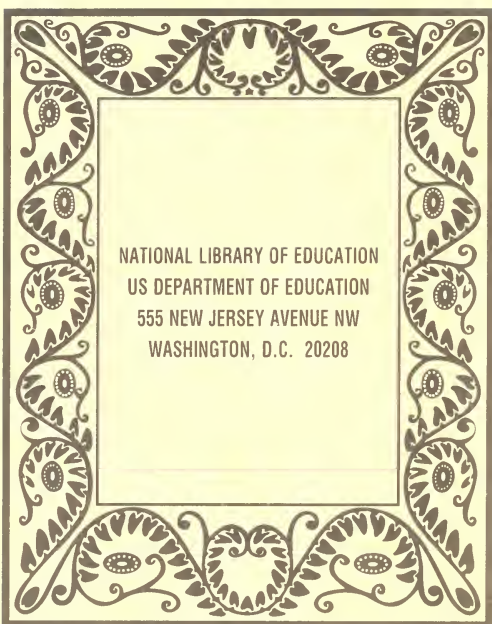 NATIONAL LIBRARY OF EDUCATION
US DEPARTMENT OF EDUCATION
555 NEW JERSEY AVENUE NW
WASHINGTON, D.C. 20208